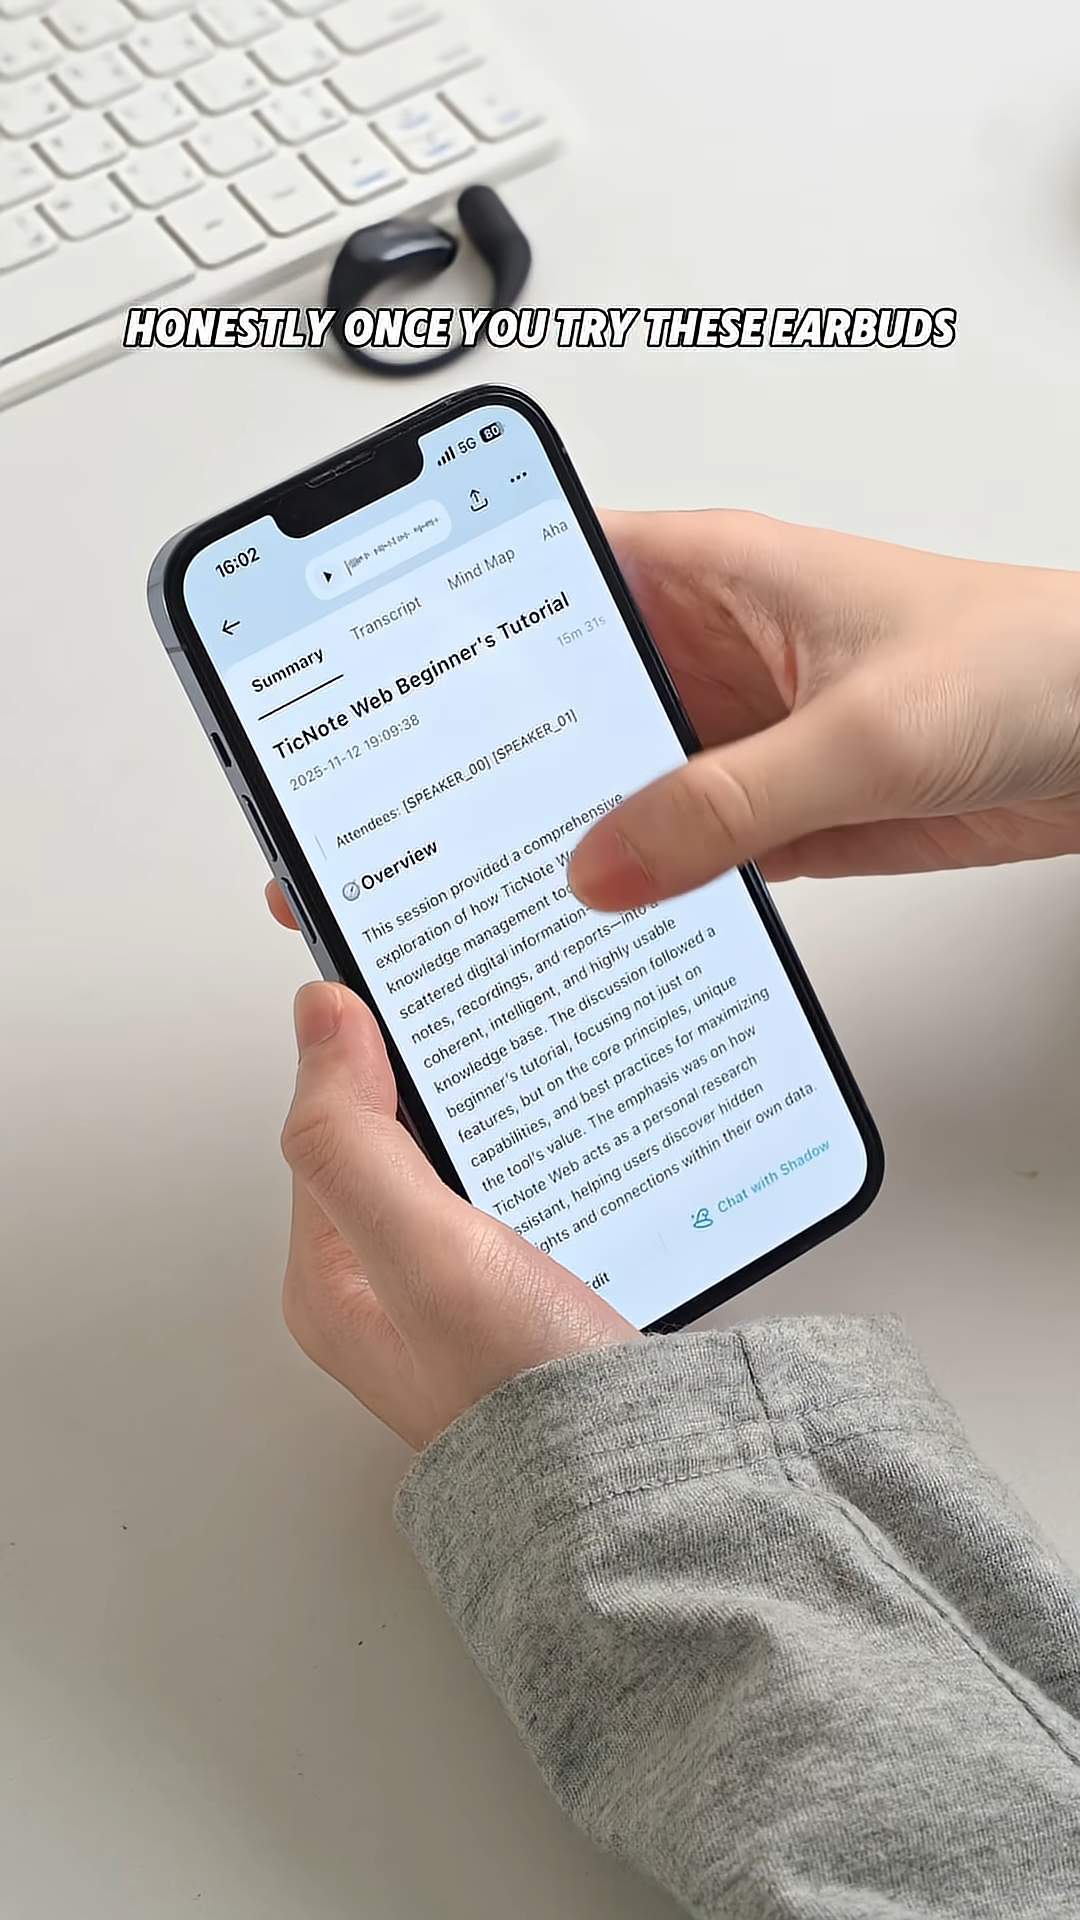 HONESTLY ONCE YOU TRY THESE EARBUDS
16:02
5G 80
Summary Transcript Mind Map Aha
TicNote Web Beginner's Tutorial
2025-11-12 19:09:38
15m 31s
Attendees: [SPEAKER_00] [SPEAKER_01]
Overview
This session provided a comprehensive
exploration of how TicNote
knowledge management
scattered digital information—
notes, recordings, and reports—into
coherent, intelligent, and highly usable
knowledge base. The discussion followed a
beginner's tutorial, focusing not just on
features, but on the core principles, unique
capabilities, and best practices for maximizing
the tool's value. The emphasis was on how
TicNote Web acts as a personal research
ssistant, helping users discover hidden
ights and connections within their own data.
Chat with Shadow